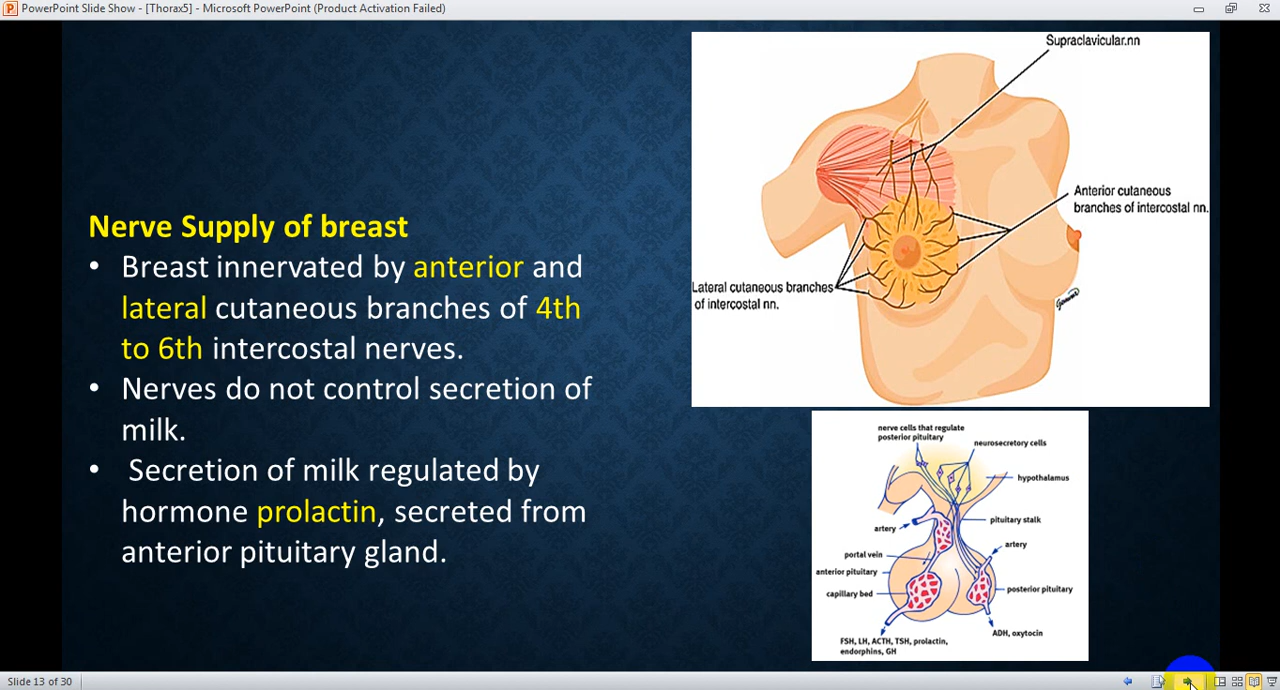 PowerPoint Slide Show - [Thorax5] - Microsoft PowerPoint (Product Activation Failed)
Nerve Supply of breast
• Breast innervated by anterior and
lateral cutaneous branches of 4th
to 6th intercostal nerves.
• Nerves do not control secretion of
milk.
• Secretion of milk regulated by
hormone prolactin, secreted from
anterior pituitary gland.
Supraclavicular.nn
Anterior cutaneous
branches of intercostal nn.
Lateral cutaneous branches
of intercostal nn.
nerve cells that regulate
posterior pituitary
neurosecretory cells
hypothalamus
pituitary stalk
artery
artery
portal vein
anterior pituitary
capillary bed
posterior pituitary
ADH, oxytocin
FSH, LH, ACTH, TSH, prolactin,
endorphins, GH
Slide 13 of 30